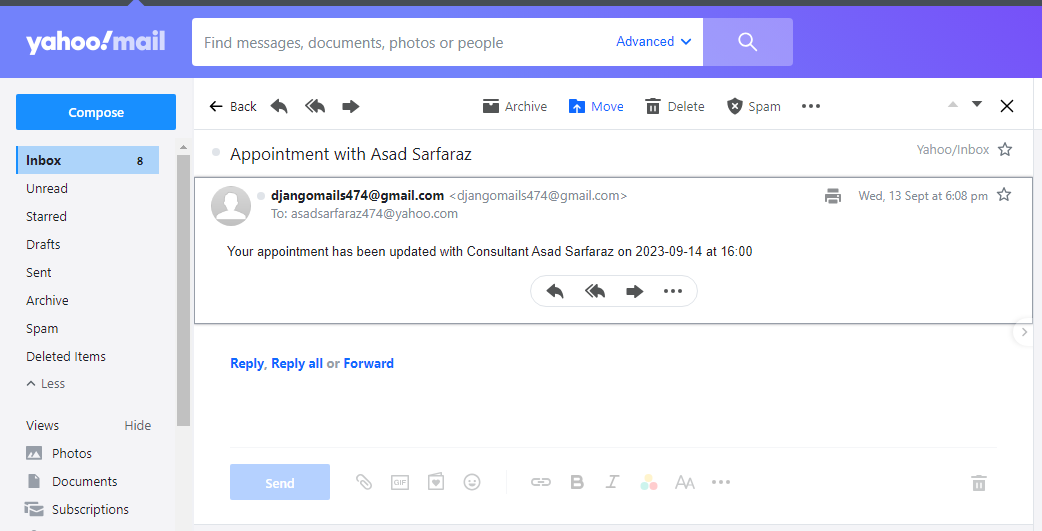 yahoo!mail
Find messages, documents, photos or people Advanced
Compose
Back Archive Move Delete Spam
Inbox 8
Unread
Starred
Drafts
Sent
Archive
Spam
Deleted Items
Less
Views Hide
Photos
Documents
Subscriptions
Appointment with Asad Sarfaraz Yahoo/Inbox
djangomails474@gmail.com <djangomails474@gmail.com> Wed, 13 Sept at 6:08 pm
To: asadsarfaraz474@yahoo.com
Your appointment has been updated with Consultant Asad Sarfaraz on 2023-09-14 at 16:00
Reply, Reply all or Forward
Send GIF B I AA